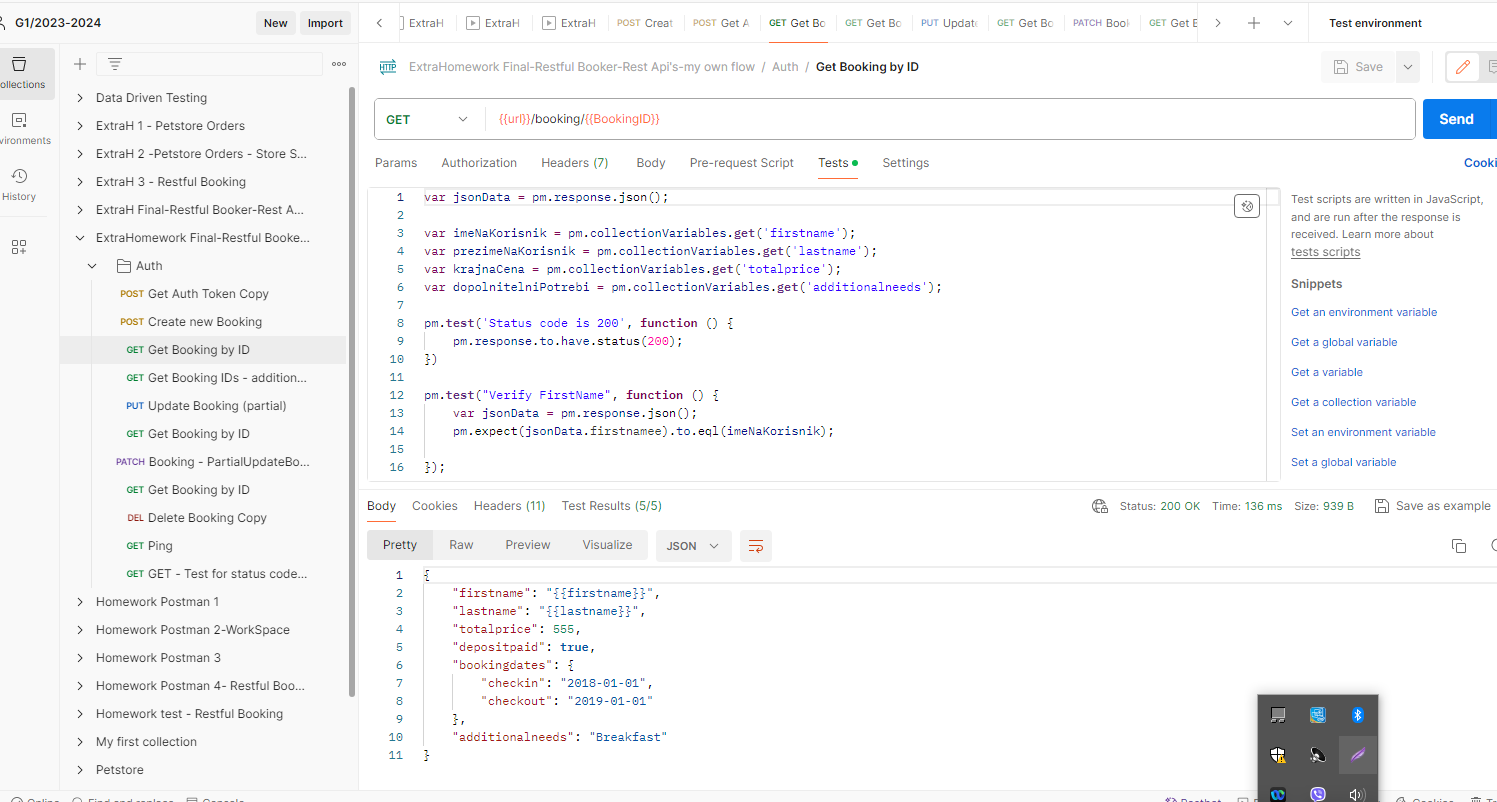 G1/2023-2024
New
Import
ExtraH
ExtraH
ExtraH
POST Creat
POST Get A
GET Get Bo
GET Get Bo
PUT Updat
GET Get Bo
PATCH Book
GET Get E
Test environment
ollections
vironments
History
Data Driven Testing
ExtraH 1 - Petstore Orders
ExtraH 2 -Petstore Orders - Store S...
ExtraH 3 - Restful Booking
ExtraH Final-Restful Booker-Rest A...
ExtraHomework Final-Restful Booke...
Auth
POST Get Auth Token Copy
POST Create new Booking
GET Get Booking by ID
GET Get Booking IDs - addition...
PUT Update Booking (partial)
GET Get Booking by ID
PATCH Booking - PartialUpdateBo...
GET Get Booking by ID
DEL Delete Booking Copy
GET Ping
GET GET - Test for status code...
Homework Postman 1
Homework Postman 2-WorkSpace
Homework Postman 3
Homework Postman 4- Restful Boo...
Homework test - Restful Booking
My first collection
Petstore
HTTP ExtraHomework Final-Restful Booker-Rest Api's-my own flow / Auth / Get Booking by ID
Save
GET {{url}}/booking/{{BookingID}}
Send
Params Authorization Headers (7) Body Pre-request Script Tests Settings
Cooki
1 var jsonData = pm.response.json();
2
3 var imeNaKorisnik = pm.collectionVariables.get('firstname');
4 var prezimeNaKorisnik = pm.collectionVariables.get('lastname');
5 var krajnaCena = pm.collectionVariables.get('totalprice');
6 var dopolnitelniPotrebi = pm.collectionVariables.get('additionalneeds');
7
8 pm.test('Status code is 200', function () {
9 pm.response.to.have.status(200);
10 })
11
12 pm.test("Verify FirstName", function () {
13 var jsonData = pm.response.json();
14 pm.expect(jsonData.firstnamee).to.eql(imeNaKorisnik);
15
16 });
Test scripts are written in JavaScript,
and are run after the response is
received. Learn more about
tests scripts
Snippets
Get an environment variable
Get a global variable
Get a variable
Get a collection variable
Set an environment variable
Set a global variable
Body Cookies Headers (11) Test Results (5/5)
Status: 200 OK Time: 136 ms Size: 939 B Save as example
Pretty Raw Preview Visualize JSON
1 {
2 "firstname": "{{firstname}}",
3 "lastname": "{{lastname}}",
4 "totalprice": 555,
5 "depositpaid": true,
6 "bookingdates": {
7 "checkin": "2018-01-01",
8 "checkout": "2019-01-01"
9 },
10 "additionalneeds": "Breakfast"
11 }
Online Find and replace Console
Postbot
Cookies